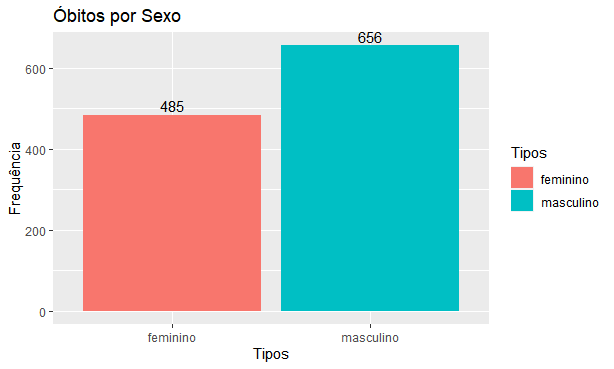 Óbitos por Sexo
656
485
600
400
200
0
Frequência
feminino
masculino
Tipos
Tipos
feminino
masculino